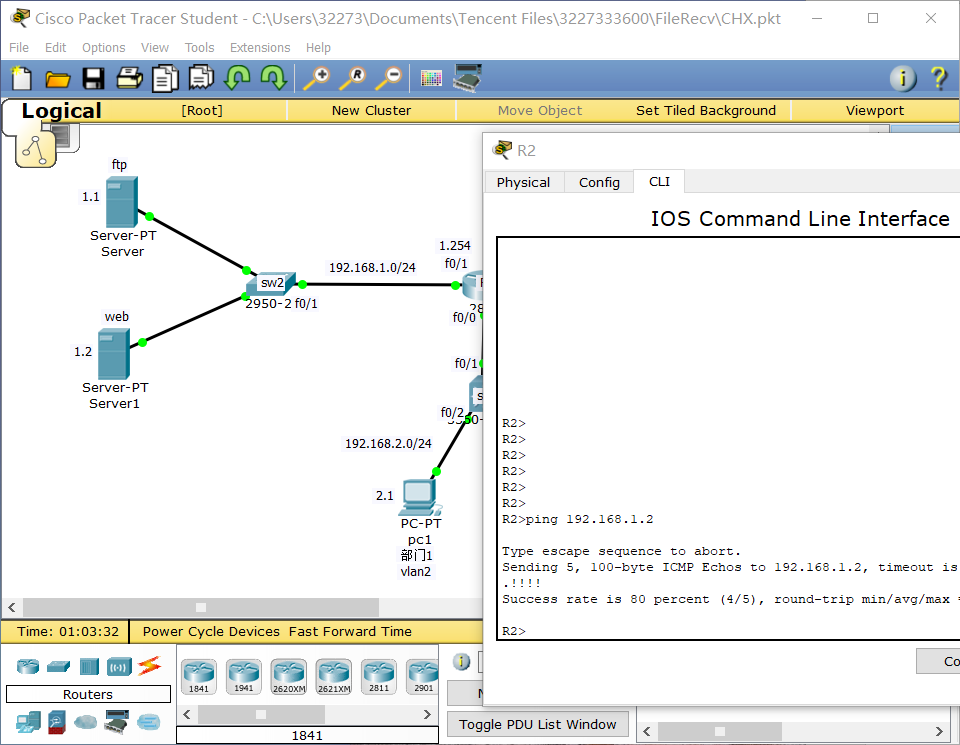 Cisco Packet Tracer Student - C:\Users\32273\Documents\Tencent Files\3227333600\FileRecv\CHX.pkt
File Edit Options View Tools Extensions Help
Logical [Root] New Cluster Move Object Set Tiled Background Viewport
ftp
1.1
Server-PT
Server
web
1.2
Server-PT
Server1
sw2
2950-2 f0/1
192.168.1.0/24
1.254
f0/1
f0/0
f0/1
f0/2
192.168.2.0/24
2.1
PC-PT
pc1
部门1
vlan2
R2
Physical Config CLI
IOS Command Line Interface
R2>
R2>
R2>
R2>
R2>
R2>
R2>ping 192.168.1.2
Type escape sequence to abort.
Sending 5, 100-byte ICMP Echos to 192.168.1.2, timeout is
.!!!!
Success rate is 80 percent (4/5), round-trip min/avg/max =
R2>
Co
Time: 01:03:32 Power Cycle Devices Fast Forward Time
Routers
1841 1941 2620XM 2621XM 2811 2901
1841
Toggle PDU List Window